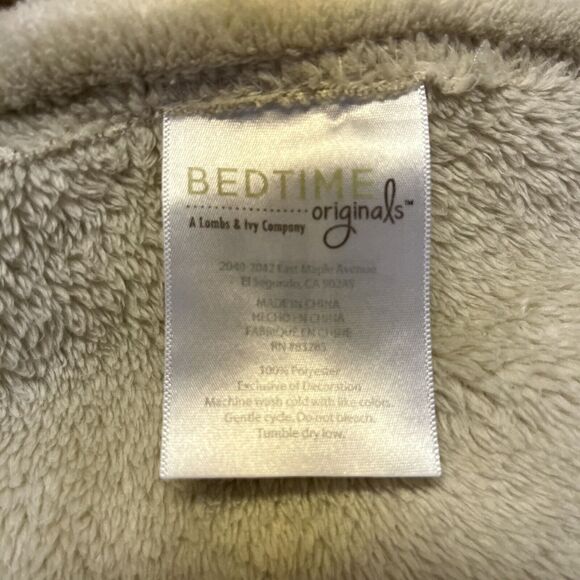 BEDTIME
originals™
A Lambs & Ivy Company
2040-2042 East Maple Avenue
El Segundo, CA 90245
MADE IN CHINA
HECHO EN CHINA
FABRIQUE EN CHINE
RN #83285
100% Polyester
Exclusive of Decoration
Machine wash cold with like colors.
Gentle cycle. Do not bleach.
Tumble dry low.